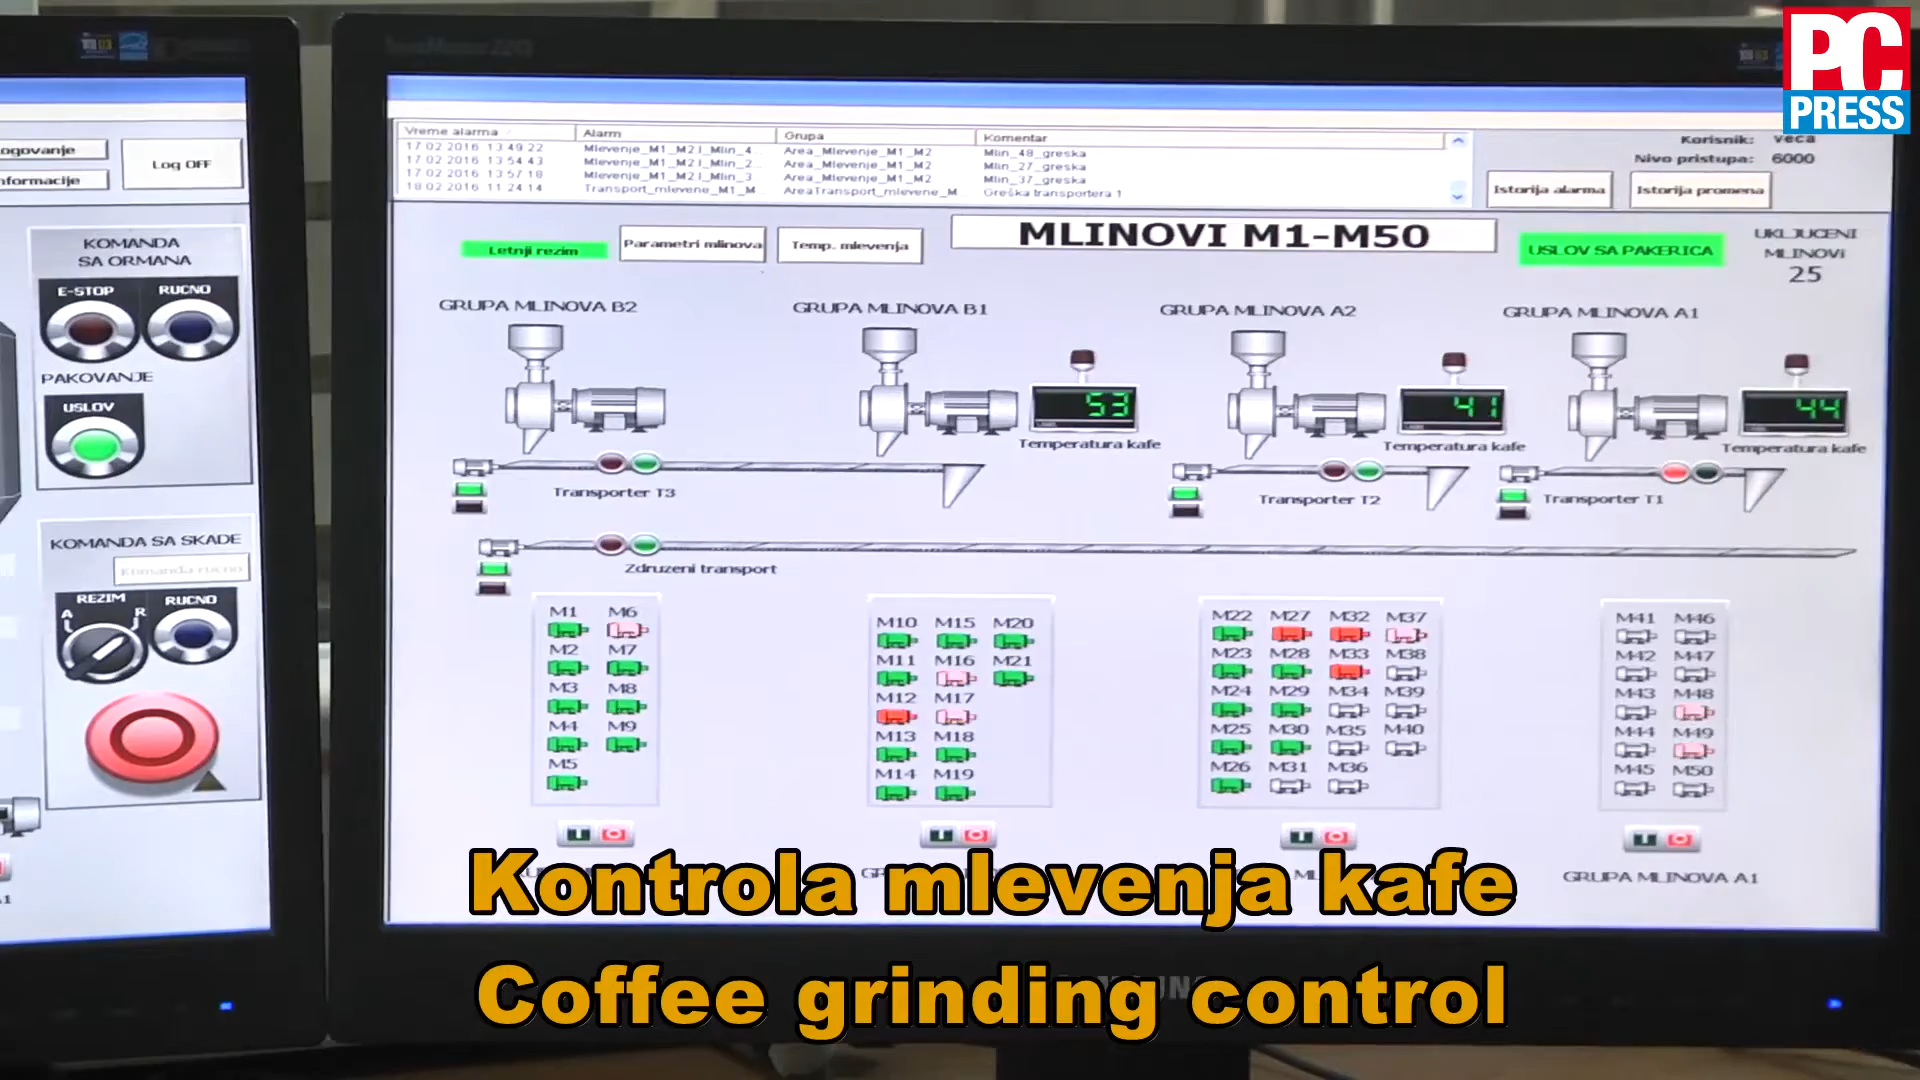 PC
PRESS
ogovanje
Log OFF
nformacije
KOMANDA
SA ORMANA
E-STOP RUCNO
PAKOVANJE
USLOV
KOMANDA SA SKADE
Komanda rucno
REZIM RUCNO
A R
Vreme alarma Alarm Grupa Komentar
17 02 2016 13 49 22 Mlevenje_M1_M2 I_Mlin_4... Area_Mlevenje_M1_M2 Mlin_48_greska
17 02 2016 13 54 43 Mlevenje_M1_M2 I_Mlin_2... Area_Mlevenje_M1_M2 Mlin_27_greska
17 02 2016 13 57 18 Mlevenje_M1_M2 I_Mlin_3 Area_Mlevenje_M1_M2 Mlin_37_greska
18 02 2016 11 24 14 Transport_mlevene_M1_M... AreaTransport_mlevene_M... Greška transportera 1
Korisnik: veca
Nivo pristupa: 6000
Istorija alarma Istorija promena
Letnji rezim Parametri mlinova Temp. mlevenja MLINOVI M1-M50 USLOV SA PAKERICA
UKLJUCENI
MLINOVI
25
GRUPA MLINOVA B2 GRUPA MLINOVA B1 GRUPA MLINOVA A2 GRUPA MLINOVA A1
53 41 44
Temperatura kafe Temperatura kafe Temperatura kafe
Transporter T3 Transporter T2 Transporter T1
Zdruzeni transport
M1 M6
M2 M7
M3 M8
M4 M9
M5
M10 M15 M20
M11 M16 M21
M12 M17
M13 M18
M14 M19
M22 M27 M32 M37
M23 M28 M33 M38
M24 M29 M34 M39
M25 M30 M35 M40
M26 M31 M36
M41 M46
M42 M47
M43 M48
M44 M49
M45 M50
GRUPA MLINOVA A1
Kontrola mlevenja kafe
Coffee grinding control